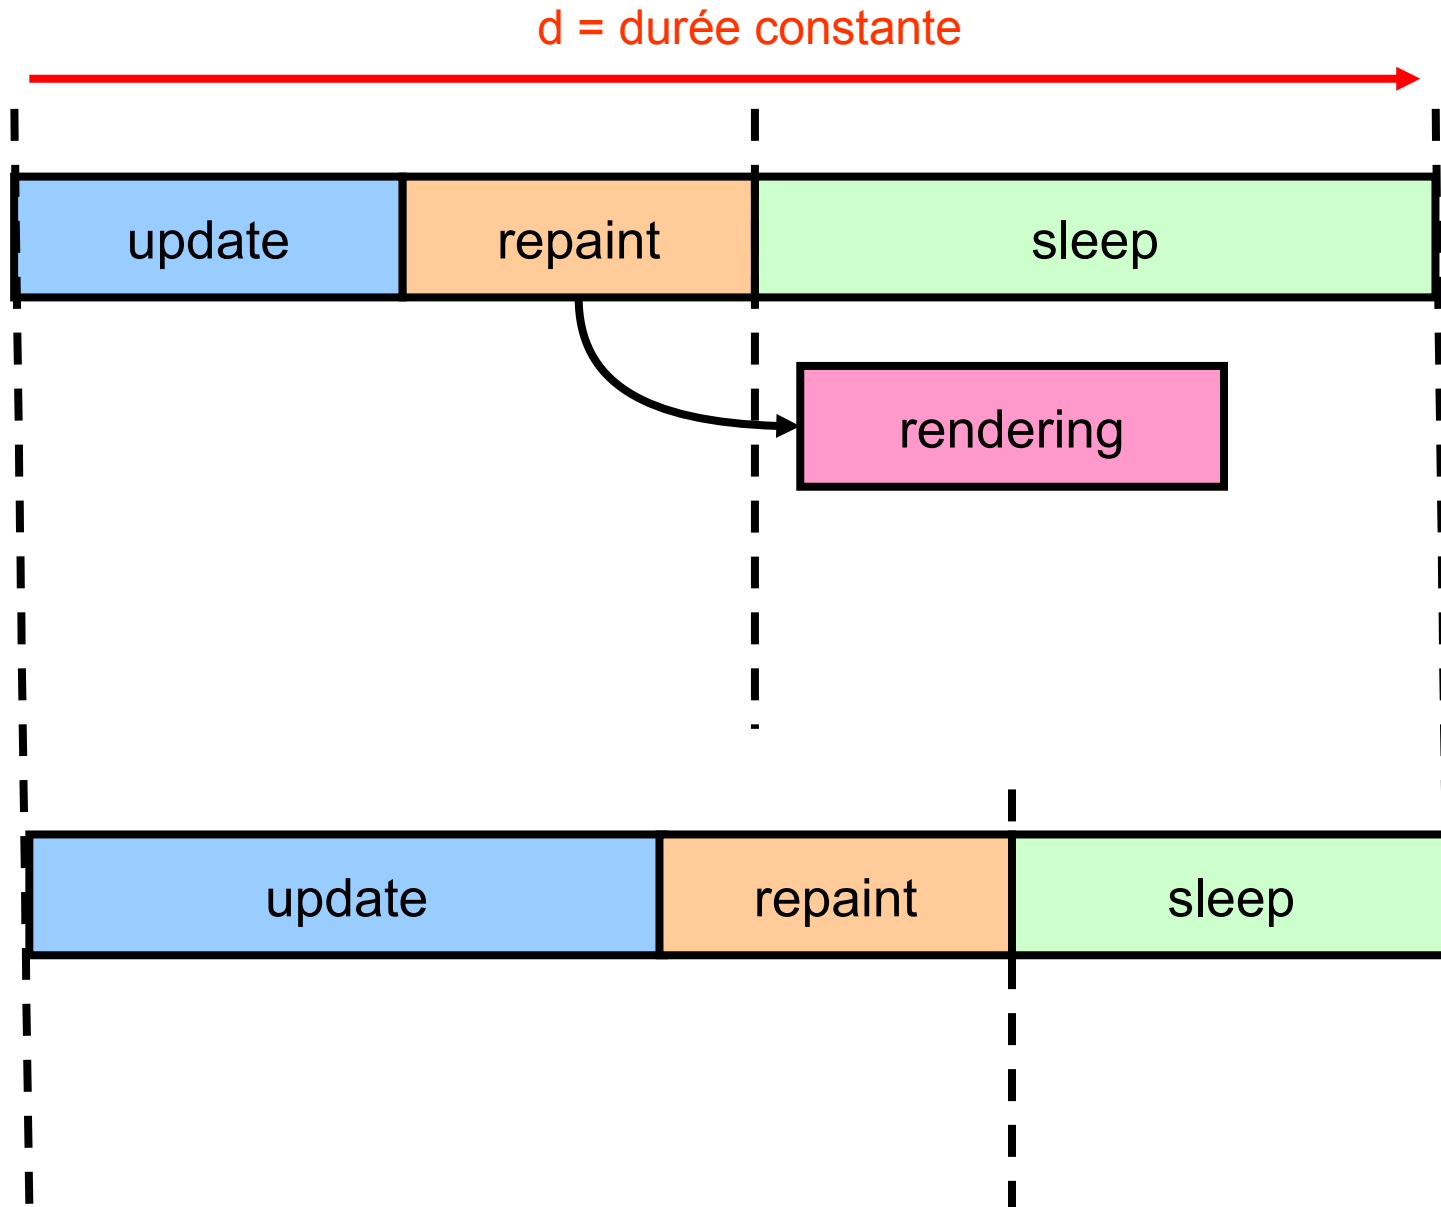 d = durée constante
update repaint sleep
rendering
update repaint sleep